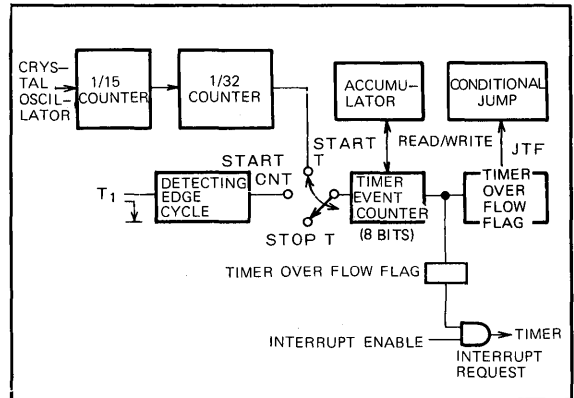 CRYS-
TAL
OSCIL-
LATOR
1/15
COUNTER
1/32
COUNTER
ACCUMU-
LATOR
CONDITIONAL
JUMP
START
T
START
CNT
READ/WRITE
JTF
T1
DETECTING
EDGE
CYCLE
STOP T
TIMER
EVENT
COUNTER
(8 BITS)
TIMER
OVER
FLOW
FLAG
TIMER OVER FLOW FLAG
INTERRUPT ENABLE
TIMER
INTERRUPT
REQUEST